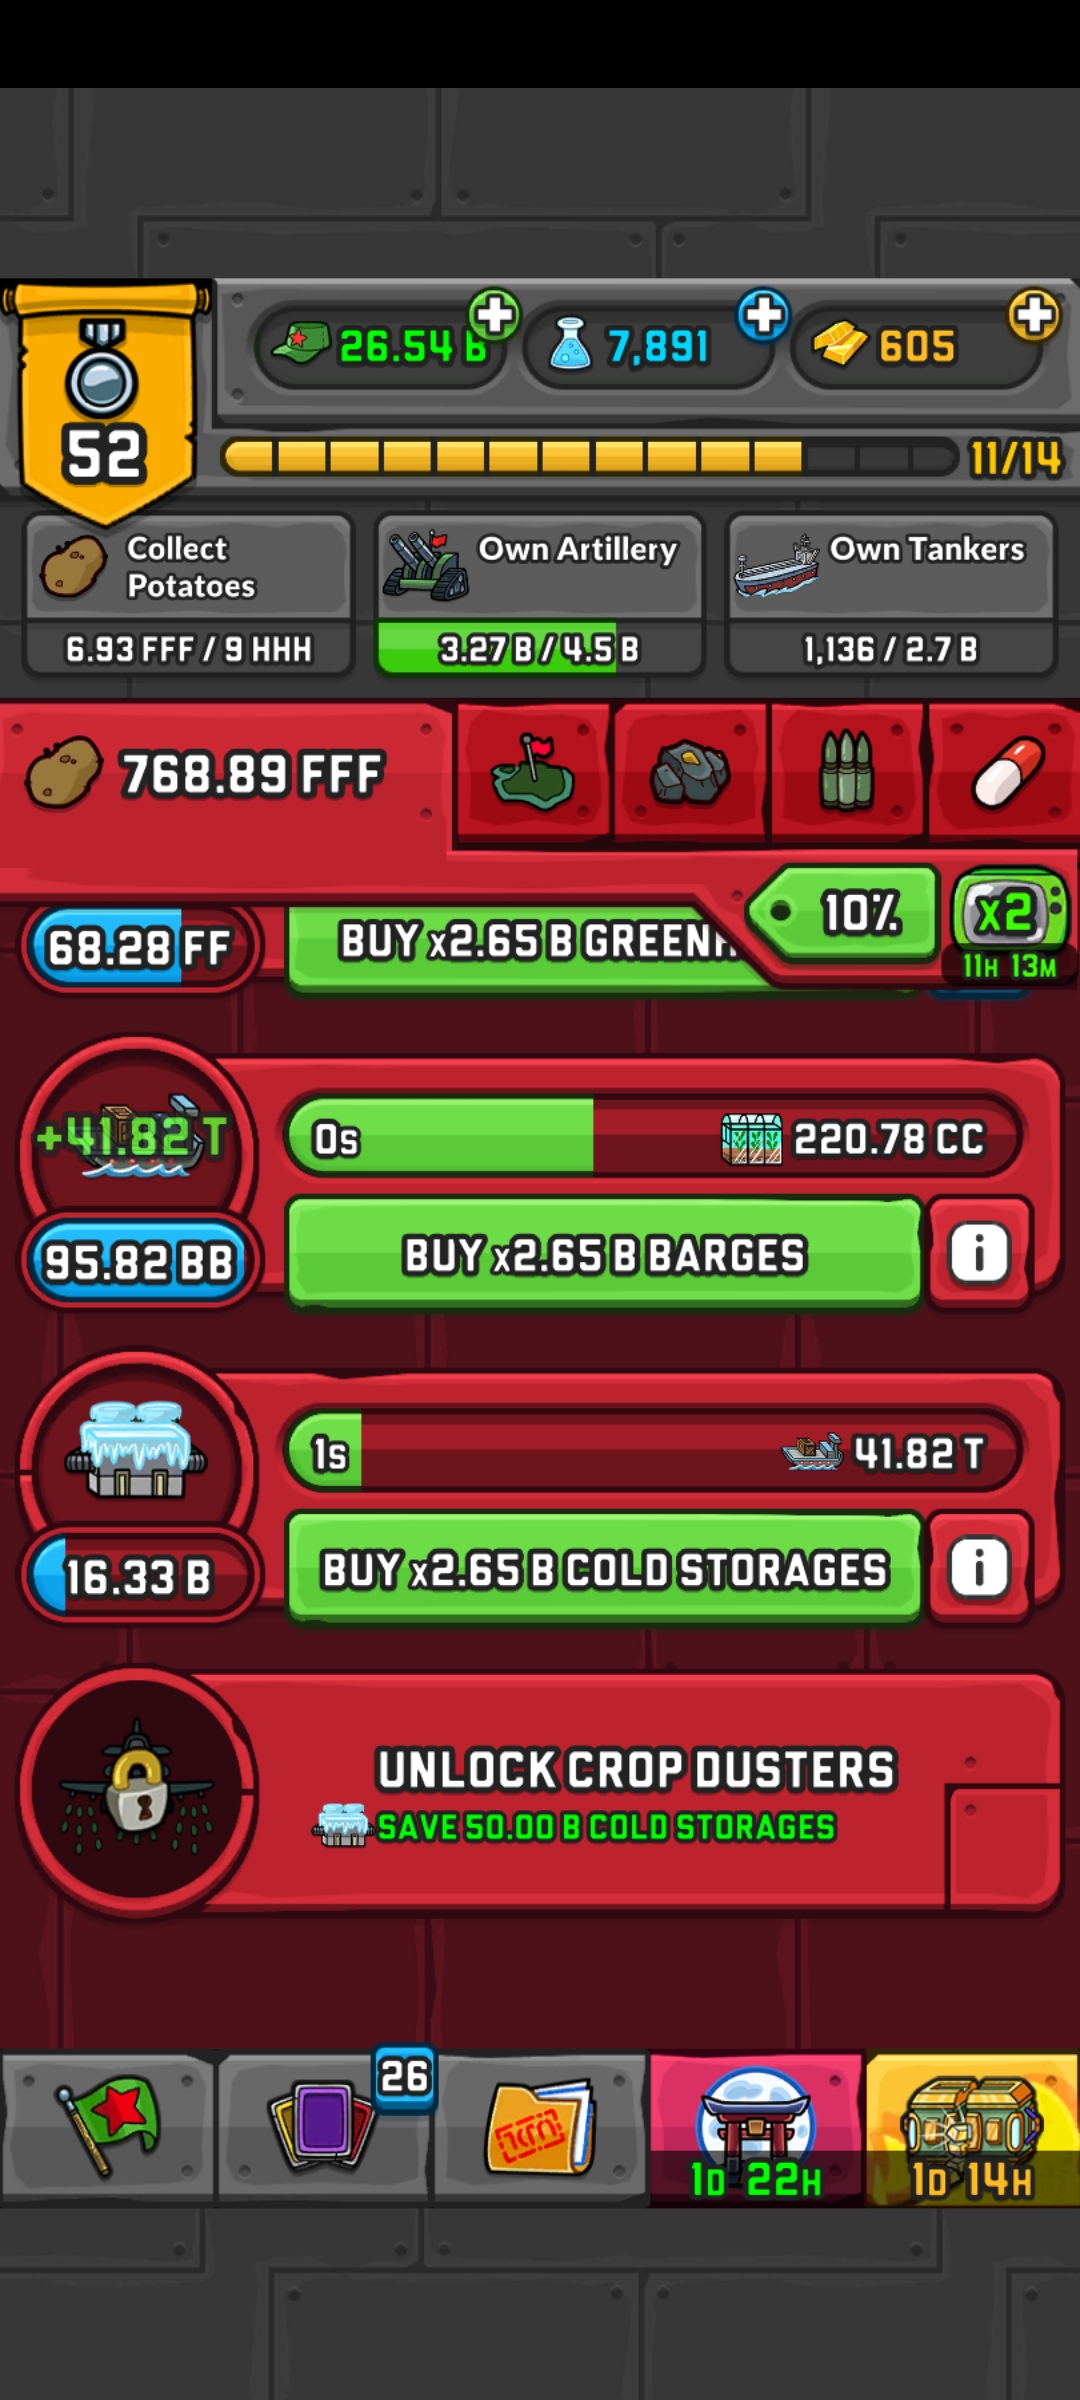 26.54 B
7,891
605
52
11/14
Collect Potatoes
6.93 FFF / 9 HHH
Own Artillery
3.27 B / 4.5 B
Own Tankers
1,136 / 2.7 B
768.89 FFF
10%
x2
11H 13M
68.28 FF
BUY x2.65 B
+41.82 T
0s
220.78 CC
95.82 BB
BUY x2.65 B BARGES
i
1s
41.82 T
16.33 B
BUY x2.65 B COLD STORAGES
i
UNLOCK CROP DUSTERS
SAVE 50.00 B COLD STORAGES
26
1D 22H
1D 14H